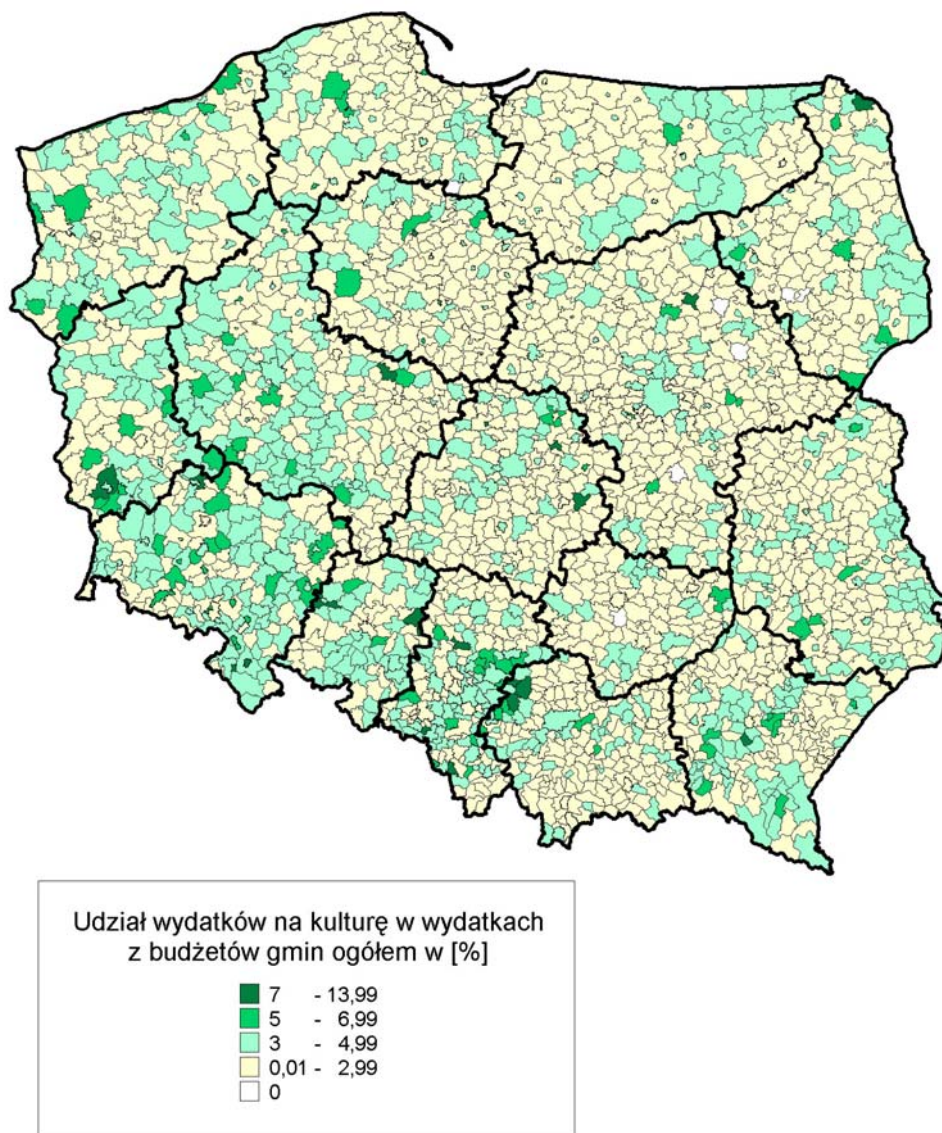 Udział wydatków na kulturę w wydatkach
z budżetów gmin ogółem w [%]
7 - 13,99
5 - 6,99
3 - 4,99
0,01 - 2,99
0